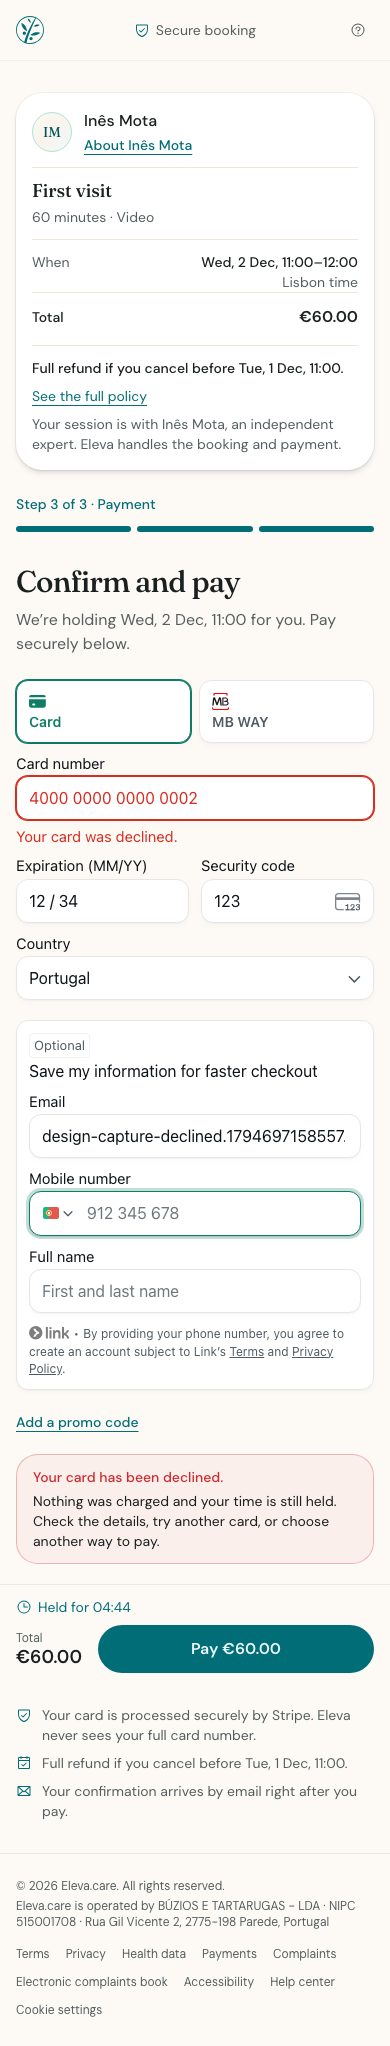 Secure booking
IM
Inês Mota
About Inês Mota
First visit
60 minutes · Video
When
Wed, 2 Dec, 11:00–12:00
Lisbon time
Total
€60.00
Full refund if you cancel before Tue, 1 Dec, 11:00.
See the full policy
Your session is with Inês Mota, an independent
expert. Eleva handles the booking and payment.
Step 3 of 3 · Payment
Confirm and pay
We’re holding Wed, 2 Dec, 11:00 for you. Pay
securely below.
Card
MB
MB WAY
Card number
4000 0000 0000 0002
Your card was declined.
Expiration (MM/YY)
Security code
12 / 34
123
123
Country
Portugal
Optional
Save my information for faster checkout
Email
design-capture-declined.1794697158557.
Mobile number
912 345 678
Full name
First and last name
link • By providing your phone number, you agree to
create an account subject to Link’s Terms and Privacy
Policy.
Add a promo code
Your card has been declined.
Nothing was charged and your time is still held.
Check the details, try another card, or choose
another way to pay.
Held for 04:44
Total
€60.00
Pay €60.00
Your card is processed securely by Stripe. Eleva
never sees your full card number.
Full refund if you cancel before Tue, 1 Dec, 11:00.
Your confirmation arrives by email right after you
pay.
© 2026 Eleva.care. All rights reserved.
Eleva.care is operated by BÚZIOS E TARTARUGAS - LDA · NIPC
515001708 · Rua Gil Vicente 2, 2775-198 Parede, Portugal
Terms Privacy Health data Payments Complaints
Electronic complaints book Accessibility Help center
Cookie settings